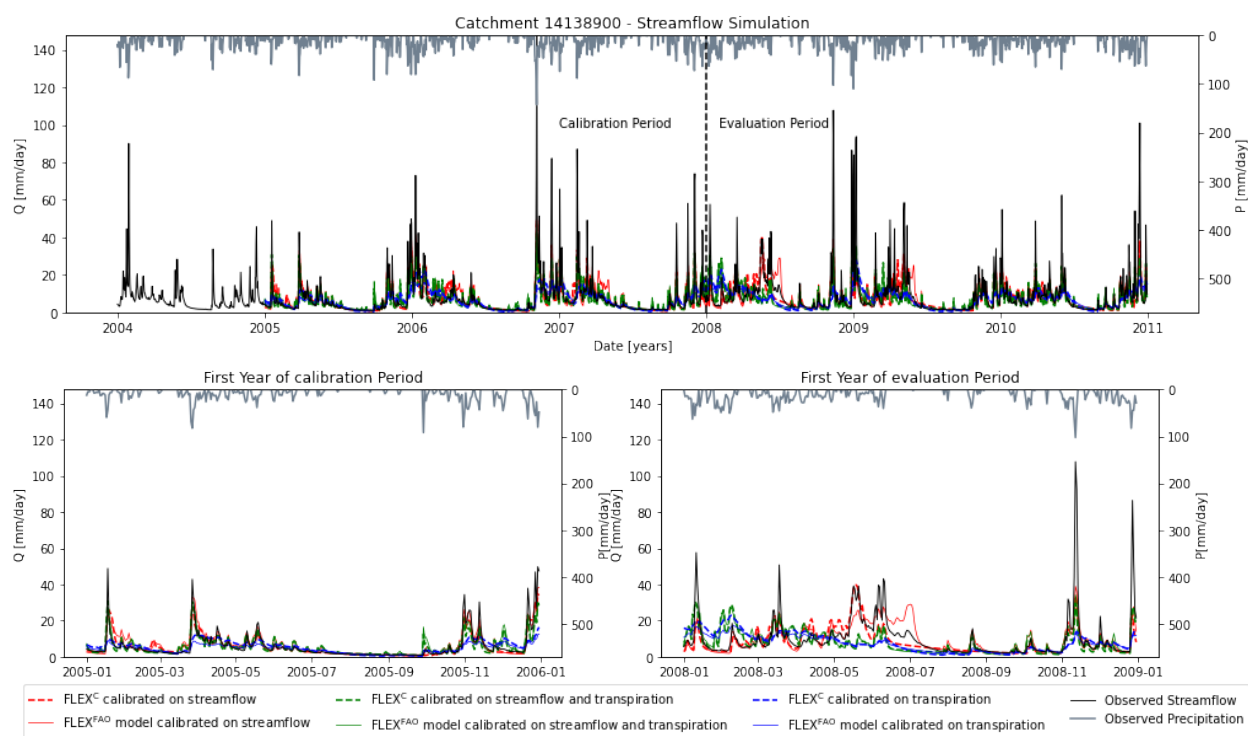 Catchment 14138900 - Streamflow Simulation
140
120
100
80
60
40
20
0
Q [mm/day]
0
100
200
300
400
500
P [mm/day]
Calibration Period
Evaluation Period
2004 2005 2006 2007 2008 2009 2010 2011
Date [years]
First Year of calibration Period
140
120
100
80
60
40
20
0
Q [mm/day]
0
100
200
300
400
500
P[mm/day]
2005-01 2005-03 2005-05 2005-07 2005-09 2005-11 2006-01
First Year of evaluation Period
140
120
100
80
60
40
20
0
Q [mm/day]
0
100
200
300
400
500
P[mm/day]
2008-01 2008-03 2008-05 2008-07 2008-09 2008-11 2009-01
FLEX^C calibrated on streamflow
FLEX^FAO model calibrated on streamflow
FLEX^C calibrated on streamflow and transpiration
FLEX^FAO model calibrated on streamflow and transpiration
FLEX^C calibrated on transpiration
FLEX^FAO model calibrated on transpiration
Observed Streamflow
Observed Precipitation